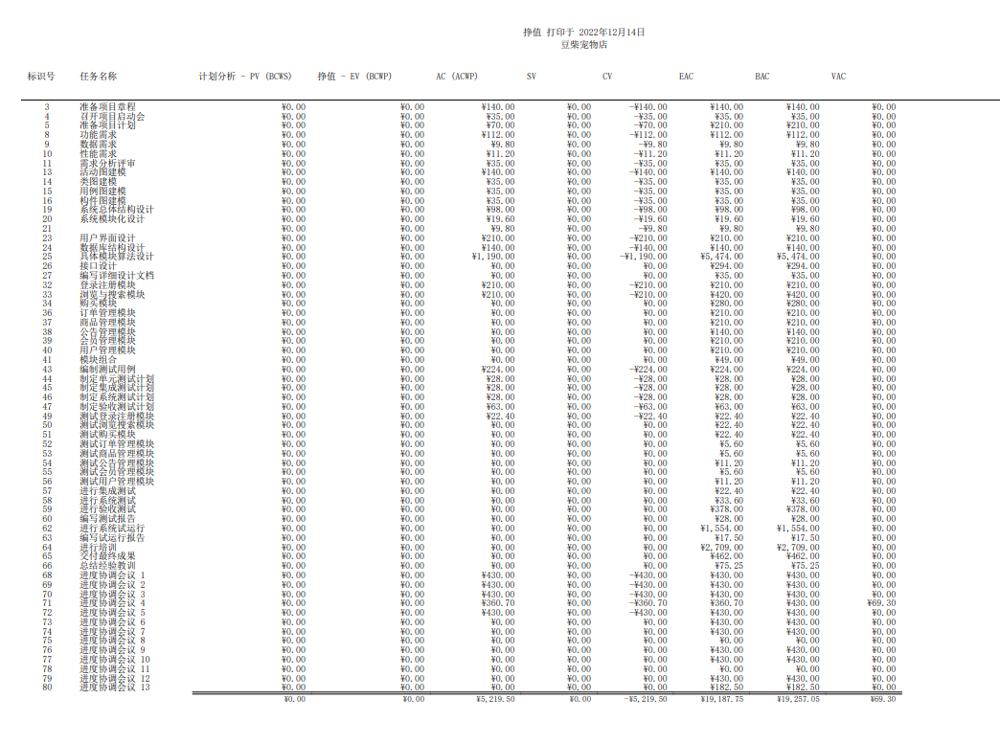 挣值 打印于 2022年12月14日
豆柴宠物店
标识号 任务名称 计划分析 - PV (BCWS) 挣值 - EV (BCWP) AC (ACWP) SV CV EAC BAC VAC
3 准备项目章程 ¥0.00 ¥0.00 ¥140.00 ¥0.00 -¥140.00 ¥140.00 ¥140.00 ¥0.00
4 召开项目启动会 ¥0.00 ¥0.00 ¥35.00 ¥0.00 -¥35.00 ¥35.00 ¥35.00 ¥0.00
5 准备项目计划 ¥0.00 ¥0.00 ¥70.00 ¥0.00 -¥70.00 ¥210.00 ¥210.00 ¥0.00
8 功能需求 ¥0.00 ¥0.00 ¥112.00 ¥0.00 -¥112.00 ¥112.00 ¥112.00 ¥0.00
9 数据需求 ¥0.00 ¥0.00 ¥9.80 ¥0.00 -¥9.80 ¥9.80 ¥9.80 ¥0.00
10 性能需求 ¥0.00 ¥0.00 ¥11.20 ¥0.00 -¥11.20 ¥11.20 ¥11.20 ¥0.00
11 需求分析评审 ¥0.00 ¥0.00 ¥35.00 ¥0.00 -¥35.00 ¥35.00 ¥35.00 ¥0.00
13 活动图建模 ¥0.00 ¥0.00 ¥140.00 ¥0.00 -¥140.00 ¥140.00 ¥140.00 ¥0.00
14 类图建模 ¥0.00 ¥0.00 ¥35.00 ¥0.00 -¥35.00 ¥35.00 ¥35.00 ¥0.00
15 用例图建模 ¥0.00 ¥0.00 ¥35.00 ¥0.00 -¥35.00 ¥35.00 ¥35.00 ¥0.00
16 构件图建模 ¥0.00 ¥0.00 ¥35.00 ¥0.00 -¥35.00 ¥35.00 ¥35.00 ¥0.00
19 系统总体结构设计 ¥0.00 ¥0.00 ¥98.00 ¥0.00 -¥98.00 ¥98.00 ¥98.00 ¥0.00
20 系统模块化设计 ¥0.00 ¥0.00 ¥19.60 ¥0.00 -¥19.60 ¥19.60 ¥19.60 ¥0.00
21 ¥0.00 ¥0.00 ¥9.80 ¥0.00 -¥9.80 ¥9.80 ¥9.80 ¥0.00
23 用户界面设计 ¥0.00 ¥0.00 ¥210.00 ¥0.00 -¥210.00 ¥210.00 ¥210.00 ¥0.00
24 数据库结构设计 ¥0.00 ¥0.00 ¥140.00 ¥0.00 -¥140.00 ¥140.00 ¥140.00 ¥0.00
25 具体模块算法设计 ¥0.00 ¥0.00 ¥1,190.00 ¥0.00 -¥1,190.00 ¥5,474.00 ¥5,474.00 ¥0.00
26 接口设计 ¥0.00 ¥0.00 ¥0.00 ¥0.00 ¥0.00 ¥294.00 ¥294.00 ¥0.00
27 编写详细设计文档 ¥0.00 ¥0.00 ¥0.00 ¥0.00 ¥0.00 ¥35.00 ¥35.00 ¥0.00
32 登录注册模块 ¥0.00 ¥0.00 ¥210.00 ¥0.00 -¥210.00 ¥210.00 ¥210.00 ¥0.00
33 浏览与搜索模块 ¥0.00 ¥0.00 ¥210.00 ¥0.00 -¥210.00 ¥420.00 ¥420.00 ¥0.00
34 购买模块 ¥0.00 ¥0.00 ¥0.00 ¥0.00 ¥0.00 ¥280.00 ¥280.00 ¥0.00
36 订单管理模块 ¥0.00 ¥0.00 ¥0.00 ¥0.00 ¥0.00 ¥210.00 ¥210.00 ¥0.00
37 商品管理模块 ¥0.00 ¥0.00 ¥0.00 ¥0.00 ¥0.00 ¥210.00 ¥210.00 ¥0.00
38 公告管理模块 ¥0.00 ¥0.00 ¥0.00 ¥0.00 ¥0.00 ¥140.00 ¥140.00 ¥0.00
39 会员管理模块 ¥0.00 ¥0.00 ¥0.00 ¥0.00 ¥0.00 ¥210.00 ¥210.00 ¥0.00
40 用户管理模块 ¥0.00 ¥0.00 ¥0.00 ¥0.00 ¥0.00 ¥210.00 ¥210.00 ¥0.00
41 模块组合 ¥0.00 ¥0.00 ¥0.00 ¥0.00 ¥0.00 ¥49.00 ¥49.00 ¥0.00
43 编制测试用例 ¥0.00 ¥0.00 ¥224.00 ¥0.00 -¥224.00 ¥224.00 ¥224.00 ¥0.00
44 制定单元测试计划 ¥0.00 ¥0.00 ¥28.00 ¥0.00 -¥28.00 ¥28.00 ¥28.00 ¥0.00
45 制定集成测试计划 ¥0.00 ¥0.00 ¥28.00 ¥0.00 -¥28.00 ¥28.00 ¥28.00 ¥0.00
46 制定系统测试计划 ¥0.00 ¥0.00 ¥28.00 ¥0.00 -¥28.00 ¥28.00 ¥28.00 ¥0.00
47 制定验收测试计划 ¥0.00 ¥0.00 ¥63.00 ¥0.00 -¥63.00 ¥63.00 ¥63.00 ¥0.00
49 测试登录注册模块 ¥0.00 ¥0.00 ¥22.40 ¥0.00 -¥22.40 ¥22.40 ¥22.40 ¥0.00
50 测试浏览搜索模块 ¥0.00 ¥0.00 ¥0.00 ¥0.00 ¥0.00 ¥22.40 ¥22.40 ¥0.00
51 测试购买模块 ¥0.00 ¥0.00 ¥0.00 ¥0.00 ¥0.00 ¥22.40 ¥22.40 ¥0.00
52 测试订单管理模块 ¥0.00 ¥0.00 ¥0.00 ¥0.00 ¥0.00 ¥5.60 ¥5.60 ¥0.00
53 测试商品管理模块 ¥0.00 ¥0.00 ¥0.00 ¥0.00 ¥0.00 ¥5.60 ¥5.60 ¥0.00
54 测试公告管理模块 ¥0.00 ¥0.00 ¥0.00 ¥0.00 ¥0.00 ¥11.20 ¥11.20 ¥0.00
55 测试会员管理模块 ¥0.00 ¥0.00 ¥0.00 ¥0.00 ¥0.00 ¥5.60 ¥5.60 ¥0.00
56 测试用户管理模块 ¥0.00 ¥0.00 ¥0.00 ¥0.00 ¥0.00 ¥11.20 ¥11.20 ¥0.00
57 进行集成测试 ¥0.00 ¥0.00 ¥0.00 ¥0.00 ¥0.00 ¥22.40 ¥22.40 ¥0.00
58 进行系统测试 ¥0.00 ¥0.00 ¥0.00 ¥0.00 ¥0.00 ¥33.60 ¥33.60 ¥0.00
59 进行验收测试 ¥0.00 ¥0.00 ¥0.00 ¥0.00 ¥0.00 ¥378.00 ¥378.00 ¥0.00
60 编写测试报告 ¥0.00 ¥0.00 ¥0.00 ¥0.00 ¥0.00 ¥28.00 ¥28.00 ¥0.00
62 进行系统试运行 ¥0.00 ¥0.00 ¥0.00 ¥0.00 ¥0.00 ¥1,554.00 ¥1,554.00 ¥0.00
63 编写试运行报告 ¥0.00 ¥0.00 ¥0.00 ¥0.00 ¥0.00 ¥17.50 ¥17.50 ¥0.00
64 进行培训 ¥0.00 ¥0.00 ¥0.00 ¥0.00 ¥0.00 ¥2,709.00 ¥2,709.00 ¥0.00
65 交付最终成果 ¥0.00 ¥0.00 ¥0.00 ¥0.00 ¥0.00 ¥462.00 ¥462.00 ¥0.00
66 总结经验教训 ¥0.00 ¥0.00 ¥0.00 ¥0.00 ¥0.00 ¥75.25 ¥75.25 ¥0.00
68 进度协调会议 1 ¥0.00 ¥0.00 ¥430.00 ¥0.00 -¥430.00 ¥430.00 ¥430.00 ¥0.00
69 进度协调会议 2 ¥0.00 ¥0.00 ¥430.00 ¥0.00 -¥430.00 ¥430.00 ¥430.00 ¥0.00
70 进度协调会议 3 ¥0.00 ¥0.00 ¥430.00 ¥0.00 -¥430.00 ¥430.00 ¥430.00 ¥0.00
71 进度协调会议 4 ¥0.00 ¥0.00 ¥360.70 ¥0.00 -¥360.70 ¥360.70 ¥430.00 ¥69.30
72 进度协调会议 5 ¥0.00 ¥0.00 ¥430.00 ¥0.00 -¥430.00 ¥430.00 ¥430.00 ¥0.00
73 进度协调会议 6 ¥0.00 ¥0.00 ¥0.00 ¥0.00 ¥0.00 ¥430.00 ¥430.00 ¥0.00
74 进度协调会议 7 ¥0.00 ¥0.00 ¥0.00 ¥0.00 ¥0.00 ¥430.00 ¥430.00 ¥0.00
75 进度协调会议 8 ¥0.00 ¥0.00 ¥0.00 ¥0.00 ¥0.00 ¥0.00 ¥0.00 ¥0.00
76 进度协调会议 9 ¥0.00 ¥0.00 ¥0.00 ¥0.00 ¥0.00 ¥430.00 ¥430.00 ¥0.00
77 进度协调会议 10 ¥0.00 ¥0.00 ¥0.00 ¥0.00 ¥0.00 ¥430.00 ¥430.00 ¥0.00
78 进度协调会议 11 ¥0.00 ¥0.00 ¥0.00 ¥0.00 ¥0.00 ¥0.00 ¥0.00 ¥0.00
79 进度协调会议 12 ¥0.00 ¥0.00 ¥0.00 ¥0.00 ¥0.00 ¥430.00 ¥430.00 ¥0.00
80 进度协调会议 13 ¥0.00 ¥0.00 ¥0.00 ¥0.00 ¥0.00 ¥182.50 ¥182.50 ¥0.00
¥0.00 ¥0.00 ¥5,219.50 ¥0.00 -¥5,219.50 ¥19,187.75 ¥19,257.05 ¥69.30